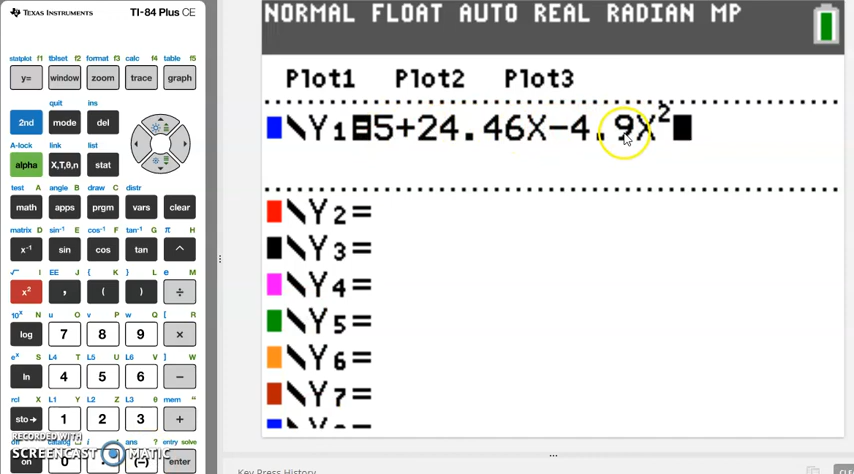 TEXAS INSTRUMENTS TI-84 Plus CE
statplot f1 tblset f2 format f3 calc f4 table f5
y= window zoom trace graph
quit ins
2nd mode del
A-lock link list
alpha X,T,θ,n stat
test A angle B draw C distr
math apps prgm vars clear
matrix D sin⁻¹ E cos⁻¹ F tan⁻¹ G π H
x⁻¹ sin cos tan ^
√ I EE J { K } L e M
x² , ( ) ÷
10ˣ N u O v P w Q [ R
log 7 8 9 ×
eˣ S L4 T L5 U L6 V ] W
ln 4 5 6 −
rcl X L1 Y L2 Z L3 θ mem "
sto→ 1 2 3 +
RECORDED WITH
SCREENCAST MATIC
off catalog i ans ? entry solve
on 0 . (−) enter
NORMAL FLOAT AUTO REAL RADIAN MP
Plot1 Plot2 Plot3
\Y1=5+24.46X-4.9X²
\Y2=
\Y3=
\Y4=
\Y5=
\Y6=
\Y7=
Key Press History